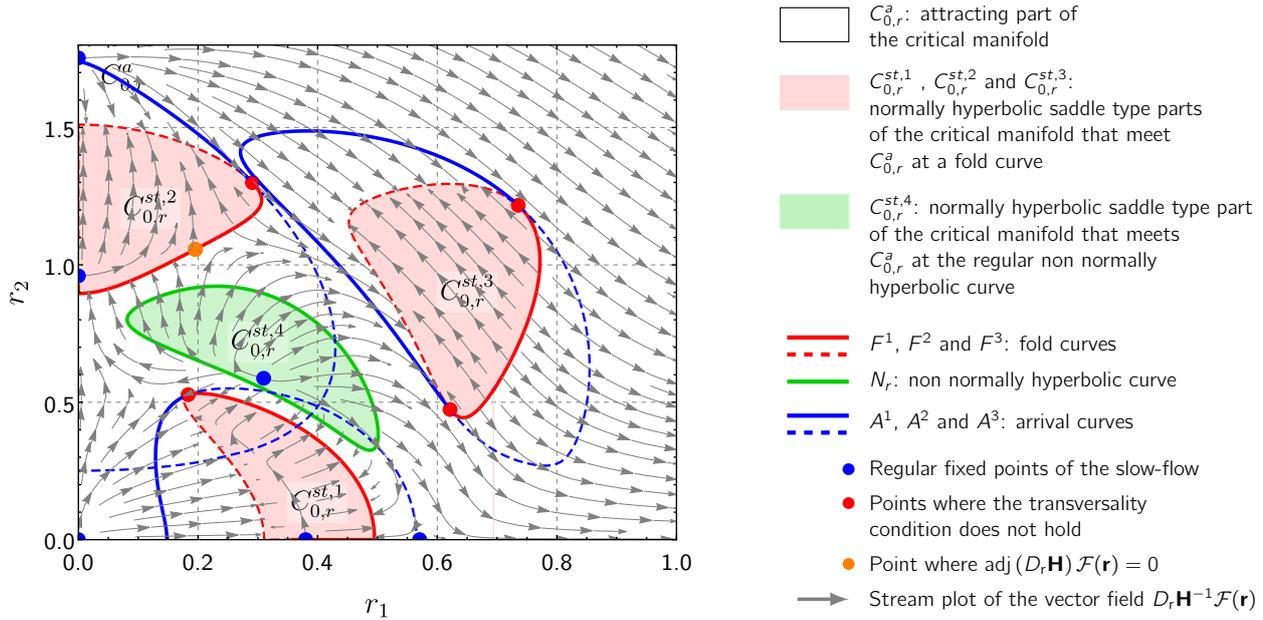 C^a_{0,r}
1.5
C^{st,2}_{0,r}
1.0
C^{st,3}_{0,r}
C^{st,4}_{0,r}
0.5
C^{st,1}_{0,r}
0.0
0.0 0.2 0.4 0.6 0.8 1.0
r_2
r_1
C^a_{0,r}: attracting part of
the critical manifold
C^{st,1}_{0,r} , C^{st,2}_{0,r} and C^{st,3}_{0,r}:
normally hyperbolic saddle type parts
of the critical manifold that meet
C^a_{0,r} at a fold curve
C^{st,4}_{0,r}: normally hyperbolic saddle type part
of the critical manifold that meets
C^a_{0,r} at the regular non normally
hyperbolic curve
F^1, F^2 and F^3: fold curves
N_r: non normally hyperbolic curve
A^1, A^2 and A^3: arrival curves
Regular fixed points of the slow-flow
Points where the transversality
condition does not hold
Point where adj (D_rH) F(r) = 0
Stream plot of the vector field D_rH^{-1}F(r)